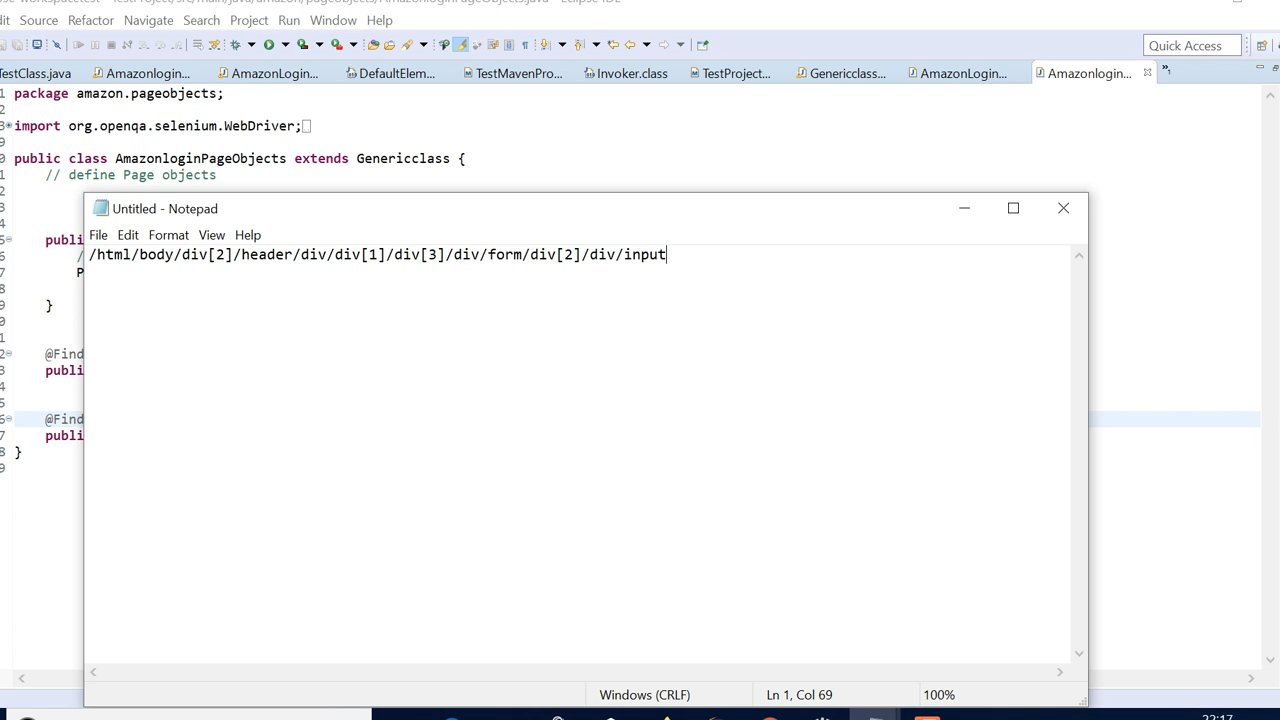 Source Refactor Navigate Search Project Run Window Help
Quick Access
TestClass.java Amazonlogin... AmazonLogin... DefaultElem... TestMavenPro... Invoker.class TestProject... Genericclass... AmazonLogin... Amazonlogin... »1
package amazon.pageobjects;
import org.openqa.selenium.WebDriver;
public class AmazonloginPageObjects extends Genericclass {
// define Page objects
Untitled - Notepad
File Edit Format View Help
/html/body/div[2]/header/div/div[1]/div[3]/div/form/div[2]/div/input
publi
P
}
@Find
publi
@Find
publi
}
Windows (CRLF) Ln 1, Col 69 100%
22:17